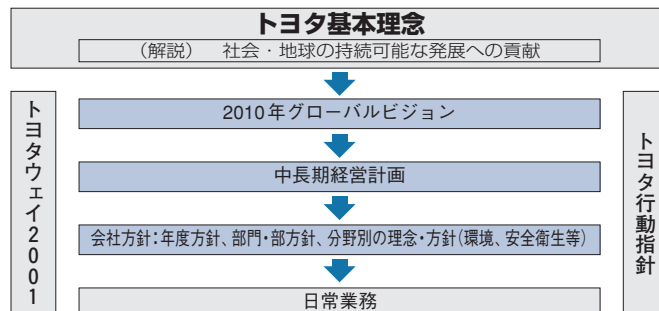 トヨタ基本理念
(解説) 社会・地球の持続可能な発展への貢献
トヨタウェイ2001
2010年グローバルビジョン
中長期経営計画
会社方針:年度方針、部門・部方針、分野別の理念・方針(環境、安全衛生等)
日常業務
トヨタ行動指針